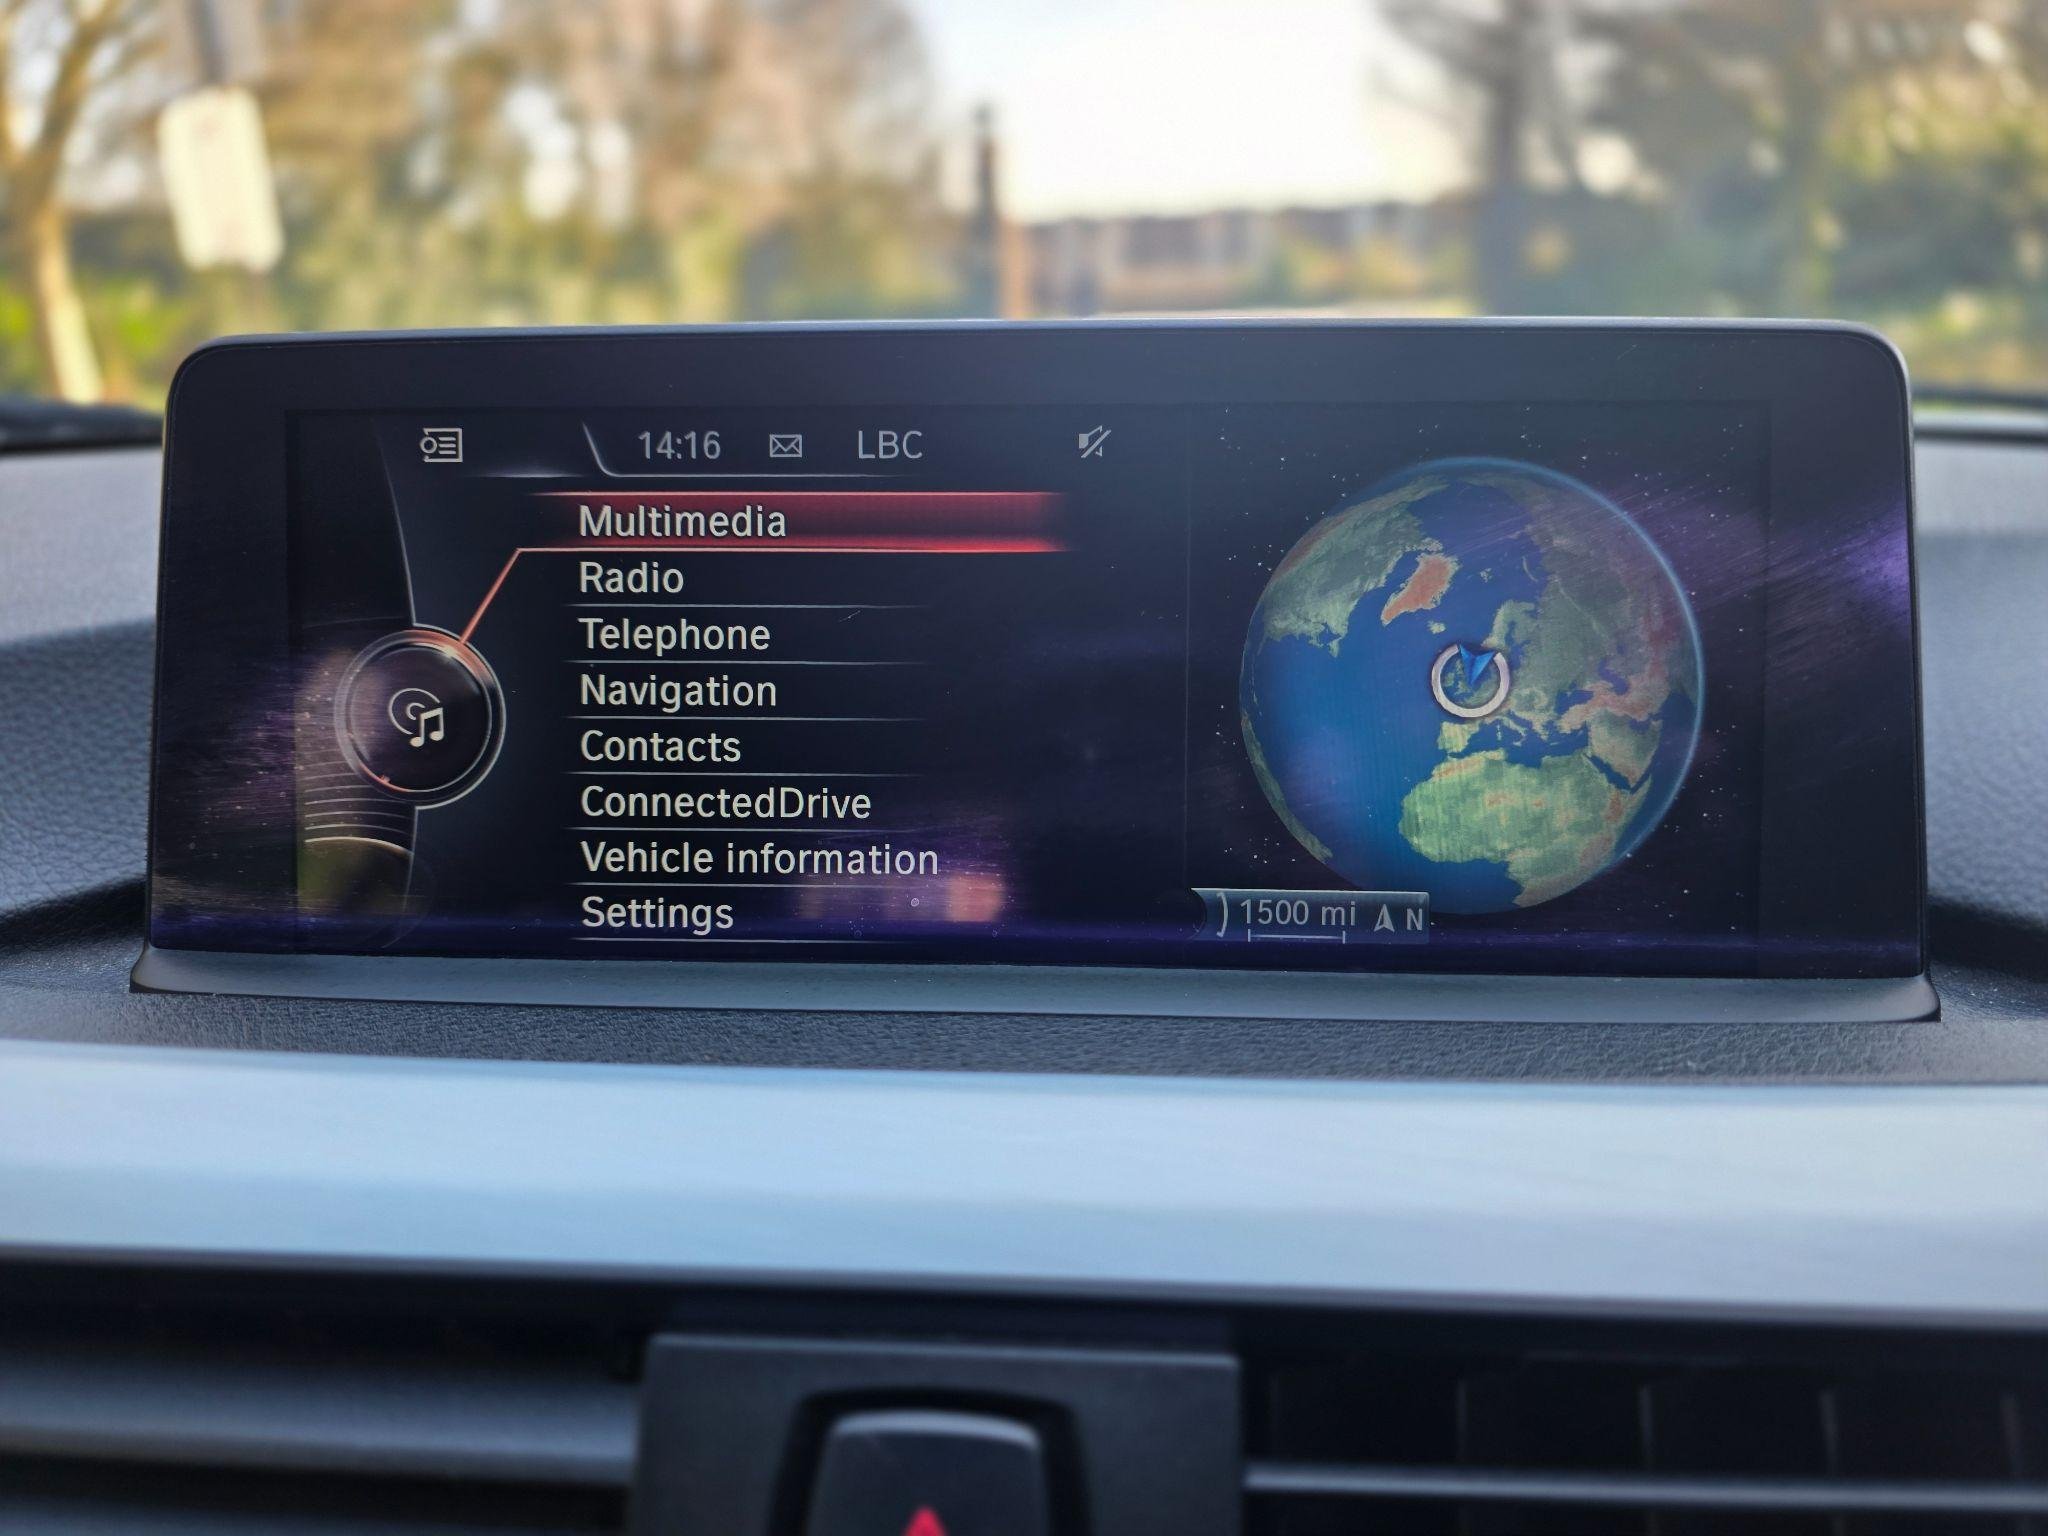 14:16 LBC
Multimedia
Radio
Telephone
Navigation
Contacts
ConnectedDrive
Vehicle information
Settings
1500 mi N